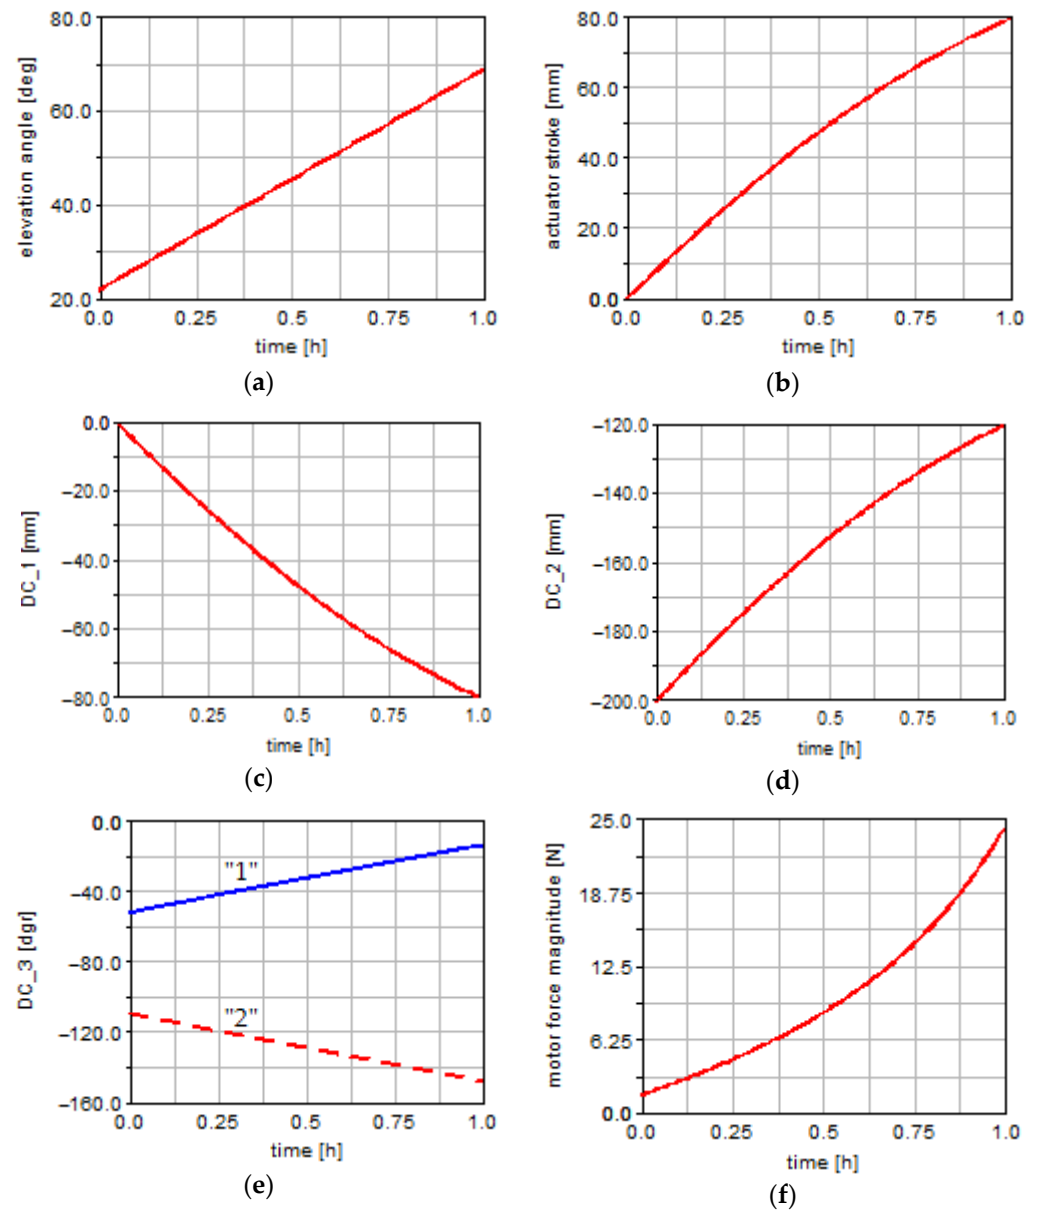 80.0
60.0
40.0
20.0
elevation angle [deg]
0.0 0.25 0.5 0.75 1.0
time [h]
(a)
80.0
60.0
40.0
20.0
0.0
actuator stroke [mm]
0.0 0.25 0.5 0.75 1.0
time [h]
(b)
0.0
−20.0
−40.0
−60.0
−80.0
DC_1 [mm]
0.0 0.25 0.5 0.75 1.0
time [h]
(c)
−120.0
−140.0
−160.0
−180.0
−200.0
DC_2 [mm]
0.0 0.25 0.5 0.75 1.0
time [h]
(d)
0.0
−40.0
−80.0
−120.0
−160.0
DC_3 [dgr]
"1"
"2"
0.0 0.25 0.5 0.75 1.0
time [h]
(e)
25.0
18.75
12.5
6.25
0.0
motor force magnitude [N]
0.0 0.25 0.5 0.75 1.0
time [h]
(f)